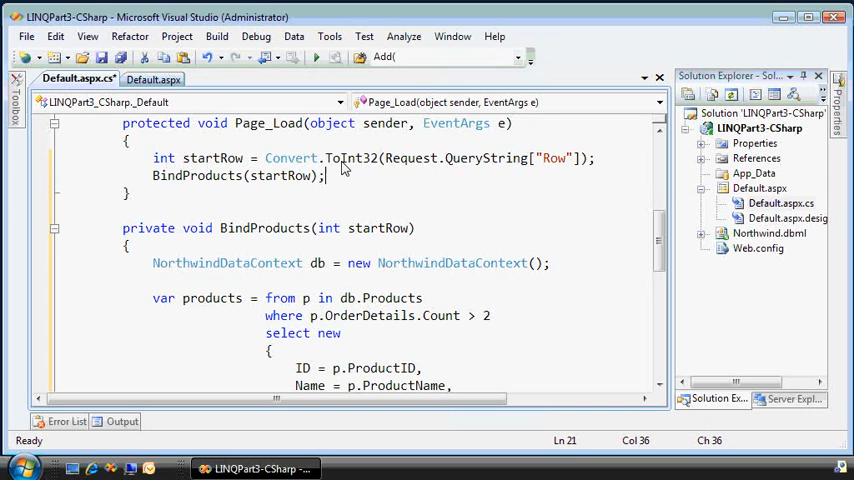 LINQPart3-CSharp - Microsoft Visual Studio (Administrator)
File Edit View Refactor Project Build Debug Data Tools Test Analyze Window Help
Add(
Default.aspx.cs* Default.aspx
LINQPart3_CSharp._Default Page_Load(object sender, EventArgs e)
protected void Page_Load(object sender, EventArgs e)
{
int startRow = Convert.ToInt32(Request.QueryString["Row"]);
BindProducts(startRow);
}
private void BindProducts(int startRow)
{
NorthwindDataContext db = new NorthwindDataContext();
var products = from p in db.Products
where p.OrderDetails.Count > 2
select new
{
ID = p.ProductID,
Name = p.ProductName,
Toolbox
Solution Explorer - Sol...
Solution 'LINQPart3-CSharp
LINQPart3-CSharp
Properties
References
App_Data
Default.aspx
Default.aspx.cs
Default.aspx.desig
Northwind.dbml
Web.config
Properties
Solution Ex... Server Expl...
Error List Output
Ready Ln 21 Col 36 Ch 36
LINQPart3-CSharp -...